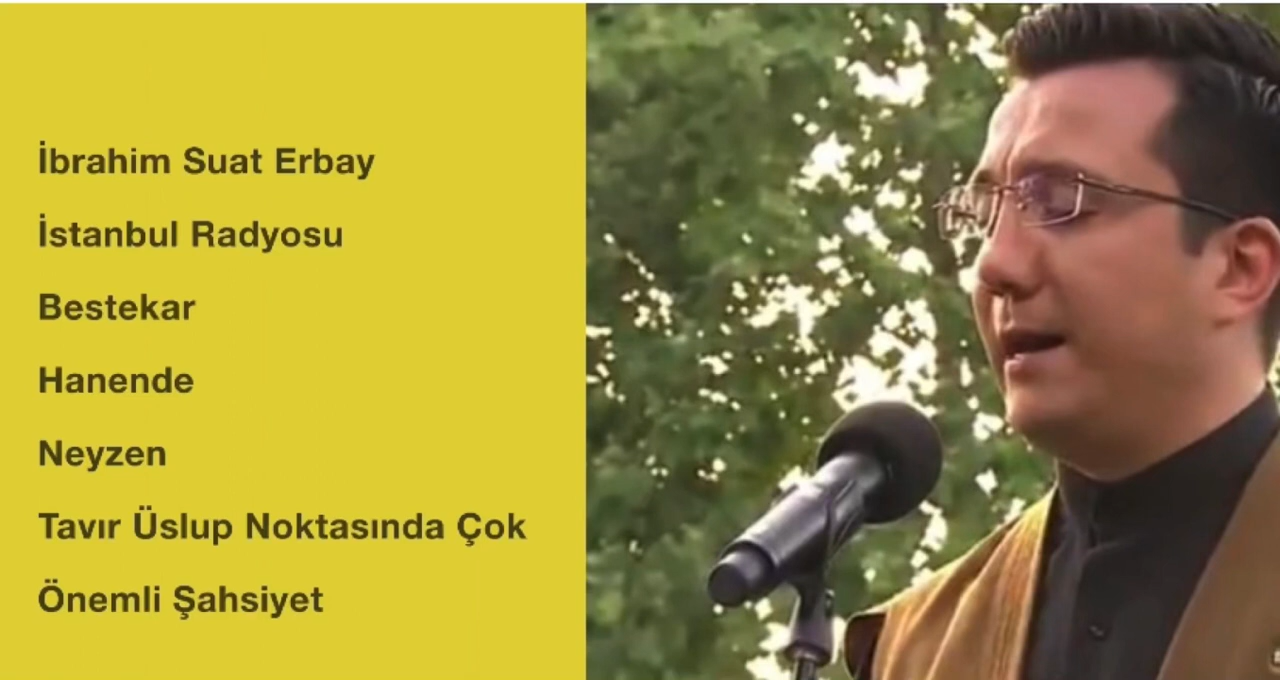 İbrahim Suat Erbay
İstanbul Radyosu
Bestekar
Hanende
Neyzen
Tavır Üslup Noktasında Çok
Önemli Şahsiyet